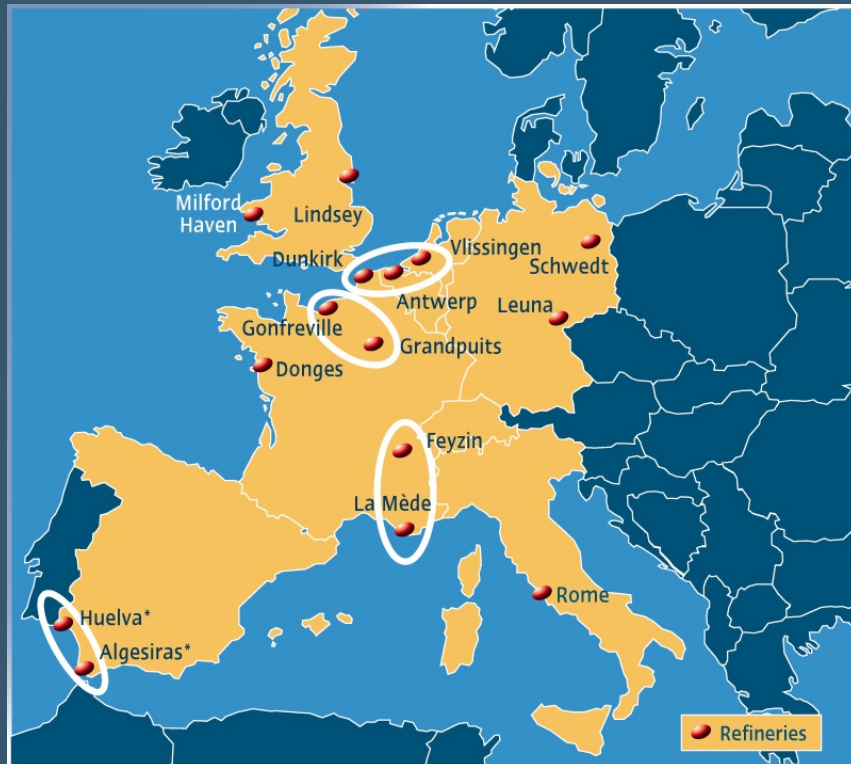 Milford
Haven
Lindsey
Dunkirk
Vlissingen
Schwedt
Antwerp
Leuna
Gonfreville
Grandpuits
Donges
Feyzin
La Mède
Rome
Huelva*
Algesiras*
Refineries